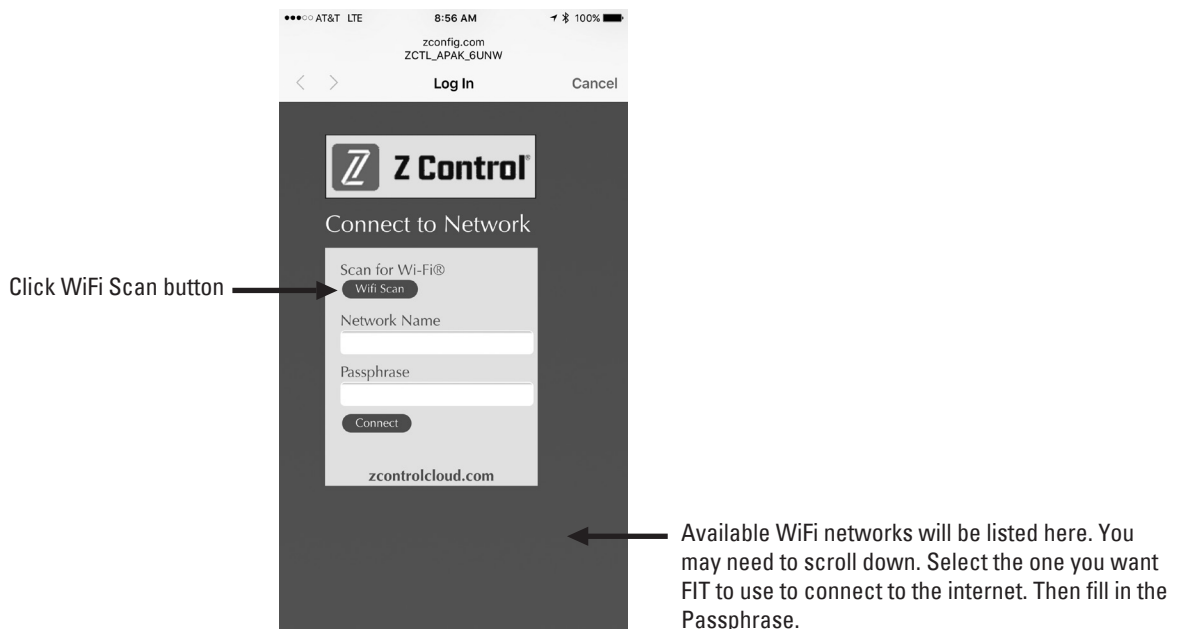 AT&T LTE 8:56 AM 100%
zconfig.com
ZCTL_APAK_6UNW
Log In Cancel
Z Control®
Connect to Network
Scan for Wi-Fi®
Click WiFi Scan button
Wifi Scan
Network Name
Passphrase
Connect
zcontrolcloud.com
Available WiFi networks will be listed here. You
may need to scroll down. Select the one you want
FIT to use to connect to the internet. Then fill in the
Passphrase.